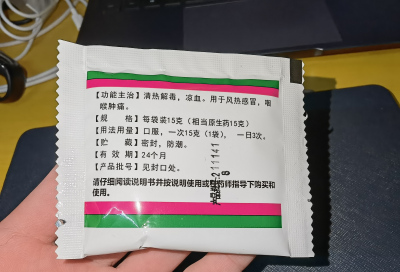 【功能主治】清热解毒，凉血。用于风热感冒，咽
喉肿痛。
【规　　格】每袋装15克（相当原生药15克）
【用法用量】口服，一次15克（1袋），一日3次。
【贮　　藏】密封，防潮。
【有 效 期】24个月
【产品批号】见封口处。
请仔细阅读说明书并按说明使用或在药师指导下购买和
使用。
211141
8